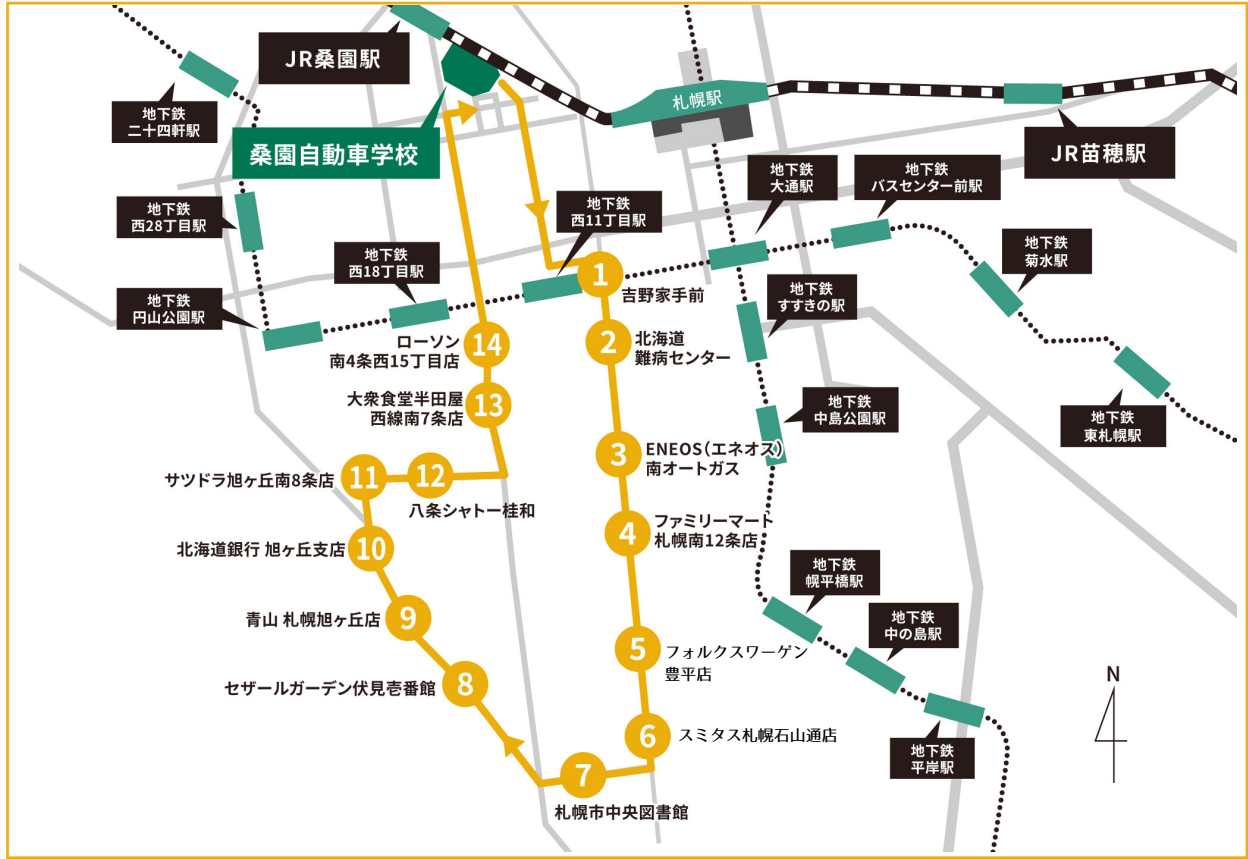 JR桑園駅
札幌駅
地下鉄
二十四軒駅
桑園自動車学校
JR苗穂駅
地下鉄
大通駅
地下鉄
バスセンター前駅
地下鉄
西28丁目駅
地下鉄
西11丁目駅
地下鉄
西18丁目駅
地下鉄
菊水駅
地下鉄
円山公園駅
1
吉野家手前
地下鉄
すすきの駅
2
北海道
難病センター
14
ローソン
南4条西15丁目店
13
大衆食堂半田屋
西線南7条店
地下鉄
中島公園駅
地下鉄
東札幌駅
3
ENEOS（エネオス）
南オートガス
11
サツドラ旭ヶ丘南8条店
12
八条シャトー桂和
4
ファミリーマート
札幌南12条店
10
北海道銀行 旭ヶ丘支店
地下鉄
幌平橋駅
9
青山 札幌旭ヶ丘店
地下鉄
中の島駅
5
フォルクスワーゲン
豊平店
8
セザールガーデン伏見壱番館
N
6
スミタス札幌石山通店
地下鉄
平岸駅
7
札幌市中央図書館